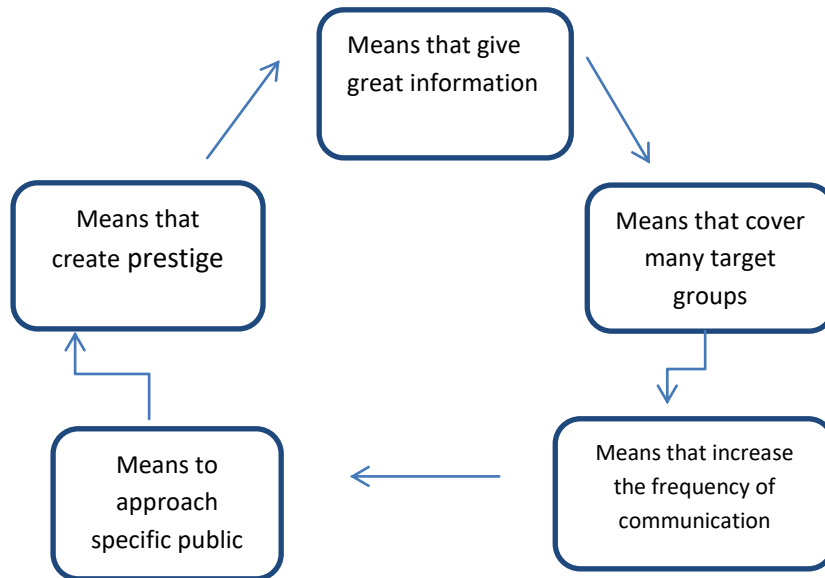 Means that give
great information
Means that cover
many target
groups
Means that increase
the frequency of
communication
Means to
approach
specific public
Means that
create prestige